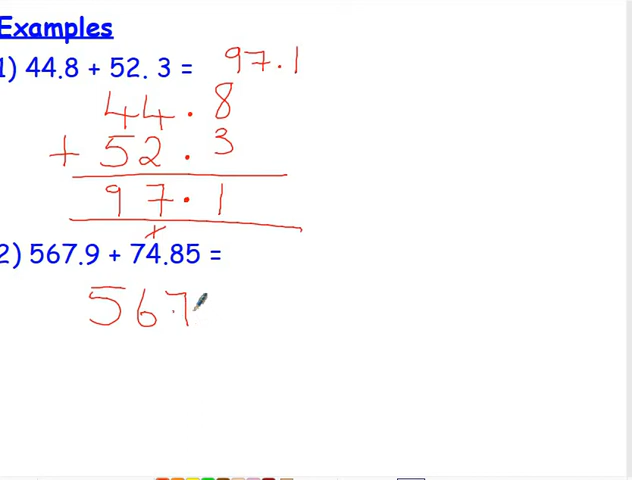 Examples
1) 44.8 + 52. 3 = 97.1
44.8
+ 52.3
97.1
1
2) 567.9 + 74.85 =
567